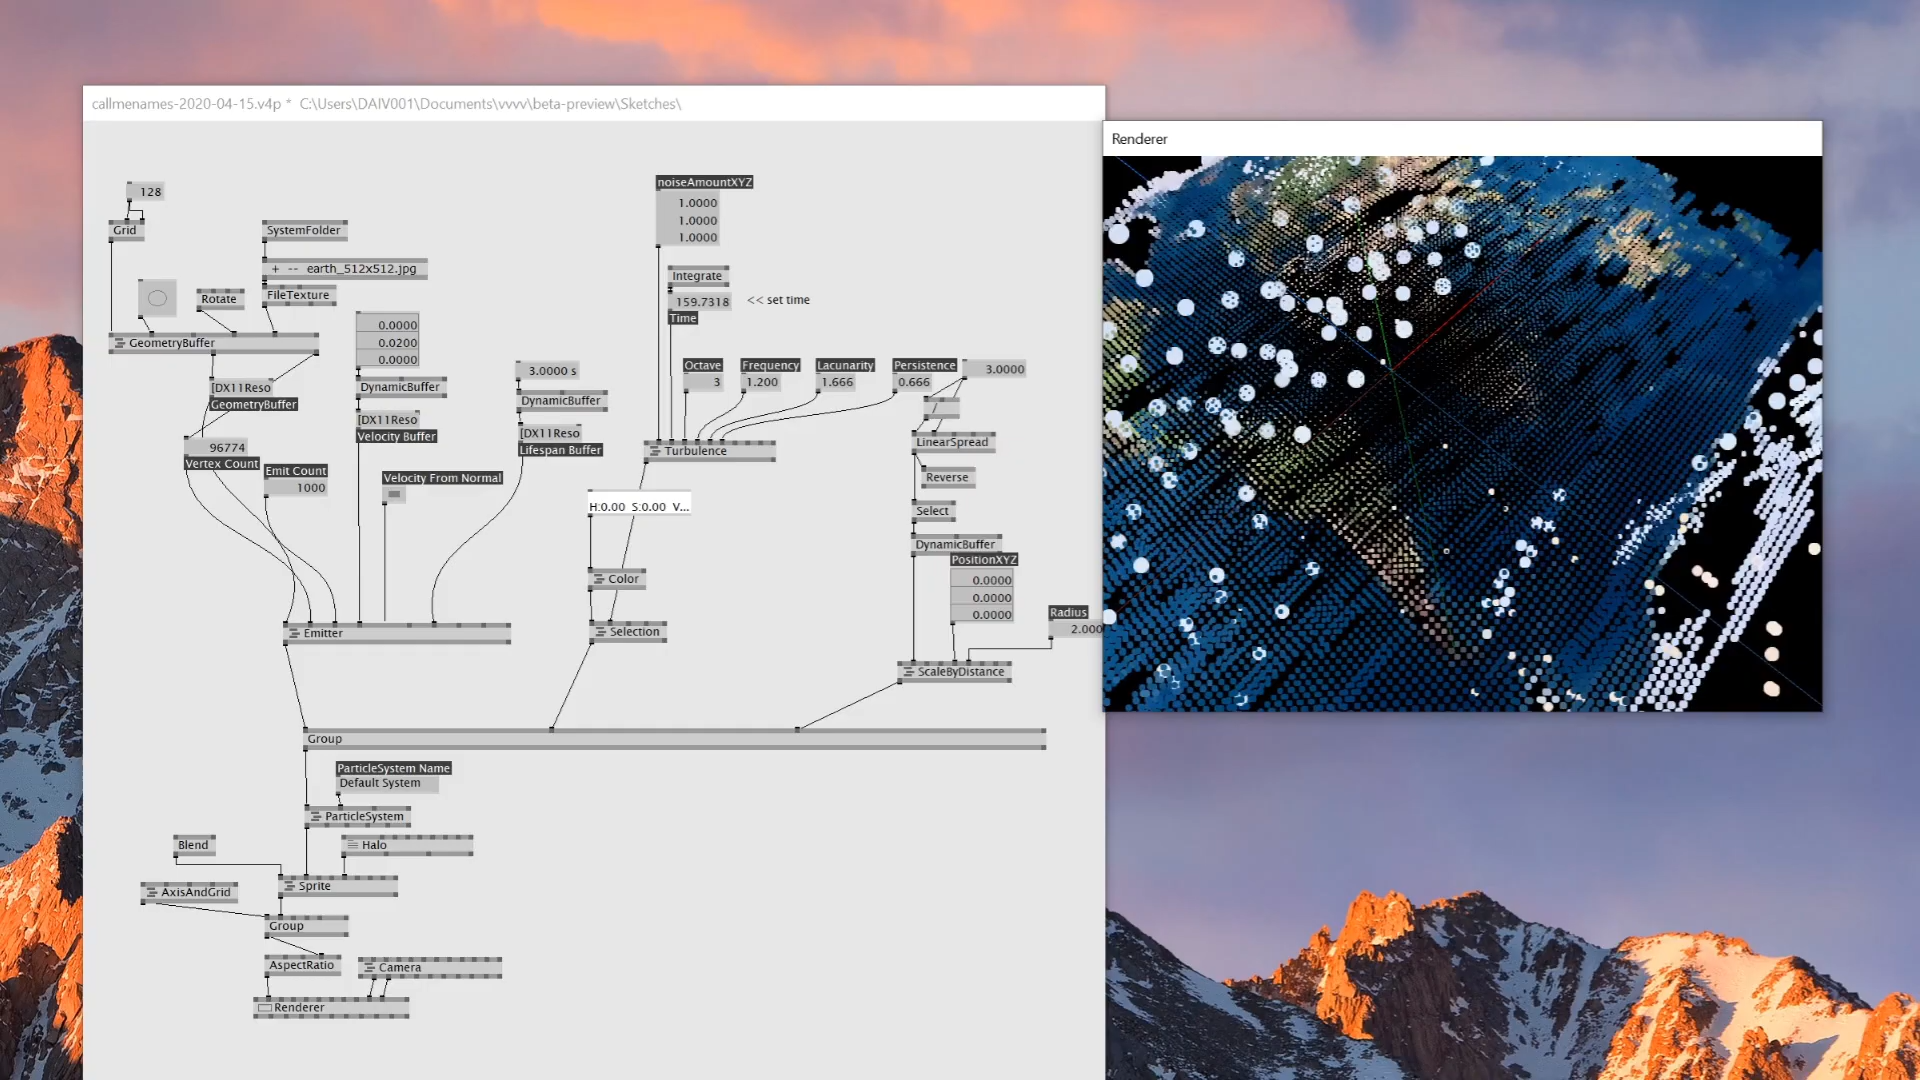 callmenames-2020-04-15.v4p * C:\Users\DAIV001\Documents\vvvv\beta-preview\Sketches\
Renderer
128
Grid
SystemFolder
+ -- earth_512x512.jpg
Rotate
FileTexture
GeometryBuffer
[DX11Reso
GeometryBuffer
96774
Vertex Count
Emit Count
1000
0.0000
0.0200
0.0000
DynamicBuffer
[DX11Reso
Velocity Buffer
Velocity From Normal
3.0000 s
DynamicBuffer
[DX11Reso
Lifespan Buffer
Emitter
noiseAmountXYZ
1.0000
1.0000
1.0000
Integrate
159.7318 << set time
Time
Octave Frequency Lacunarity Persistence
3 1.200 1.666 0.666
3.0000
/
Turbulence
H:0.00 S:0.00 V...
Color
Selection
LinearSpread
Reverse
Select
DynamicBuffer
PositionXYZ
0.0000
0.0000
0.0000
Radius
2.000
ScaleByDistance
Group
ParticleSystem Name
Default System
ParticleSystem
Blend
Halo
AxisAndGrid
Sprite
Group
AspectRatio
Camera
Renderer